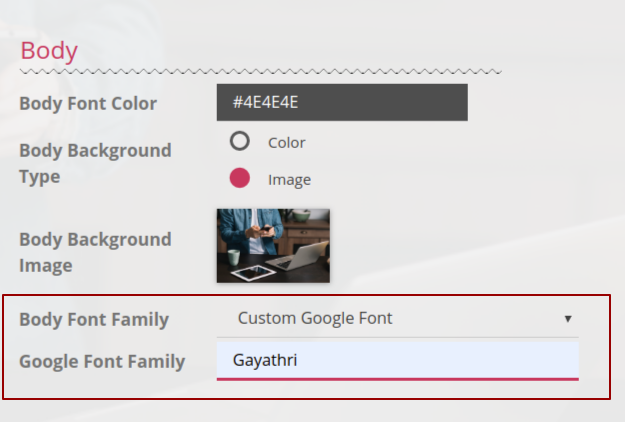 Body
Body Font Color
#4E4E4E
Body Background
Type
Color
Image
Body Background
Image
Body Font Family
Custom Google Font
Google Font Family
Gayathri